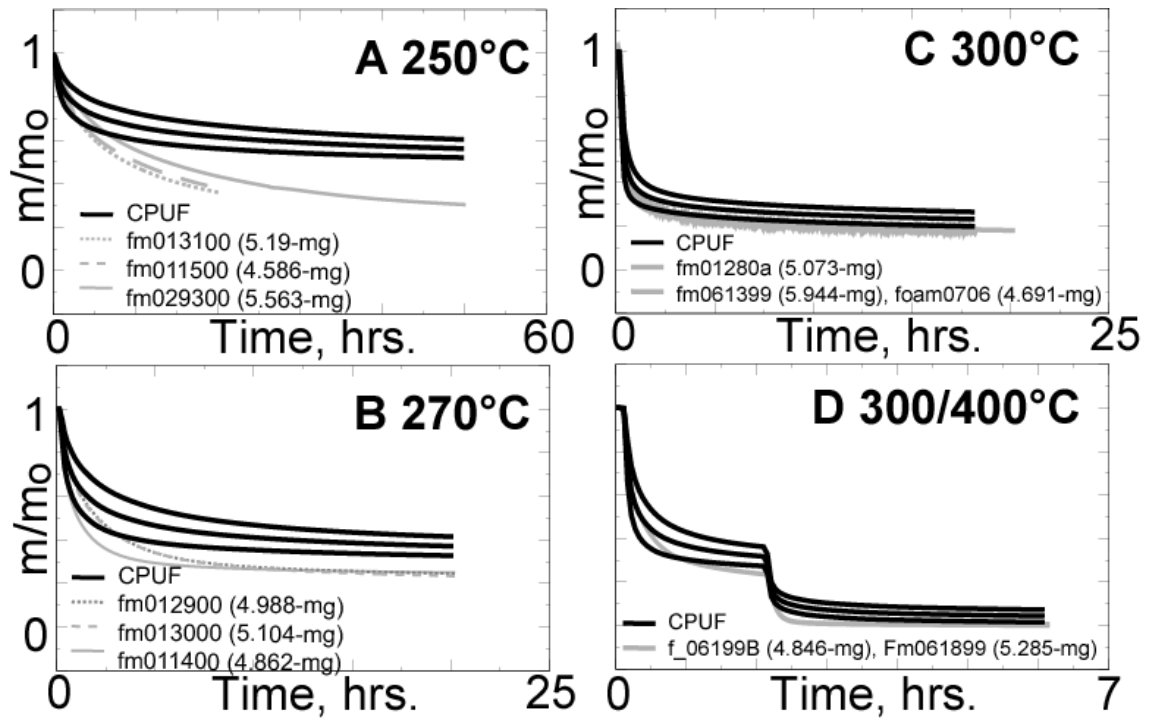 A 250°C
1
m/mo
0
CPUF
fm013100 (5.19-mg)
fm011500 (4.586-mg)
fm029300 (5.563-mg)
0
Time, hrs.
60
C 300°C
1
m/mo
0
CPUF
fm01280a (5.073-mg)
fm061399 (5.944-mg), foam0706 (4.691-mg)
0
Time, hrs.
25
B 270°C
1
m/mo
0
CPUF
fm012900 (4.988-mg)
fm013000 (5.104-mg)
fm011400 (4.862-mg)
0
Time, hrs.
25
D 300/400°C
CPUF
f_06199B (4.846-mg), Fm061899 (5.285-mg)
0
Time, hrs.
7